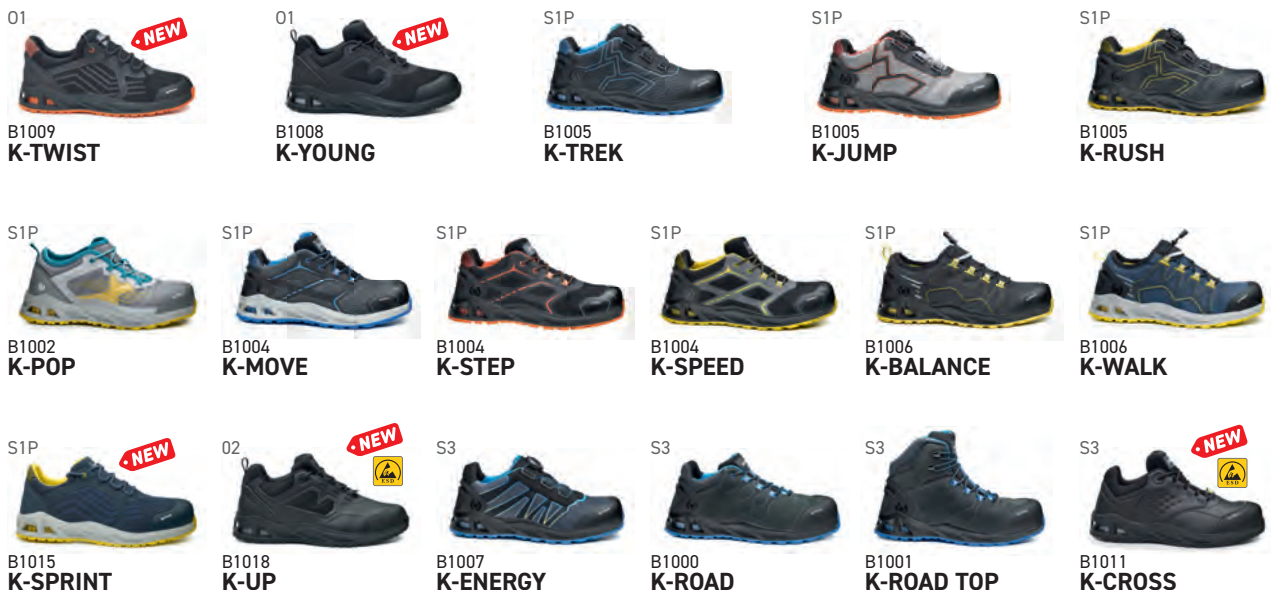 O1
NEW
B1009
K-TWIST
O1
NEW
B1008
K-YOUNG
S1P
B1005
K-TREK
S1P
B1005
K-JUMP
S1P
B1005
K-RUSH
S1P
B1002
K-POP
S1P
B1004
K-MOVE
S1P
B1004
K-STEP
S1P
B1004
K-SPEED
S1P
B1006
K-BALANCE
S1P
B1006
K-WALK
S1P
NEW
B1015
K-SPRINT
02
NEW
ESD
B1018
K-UP
S3
B1007
K-ENERGY
S3
B1000
K-ROAD
S3
B1001
K-ROAD TOP
S3
NEW
ESD
B1011
K-CROSS